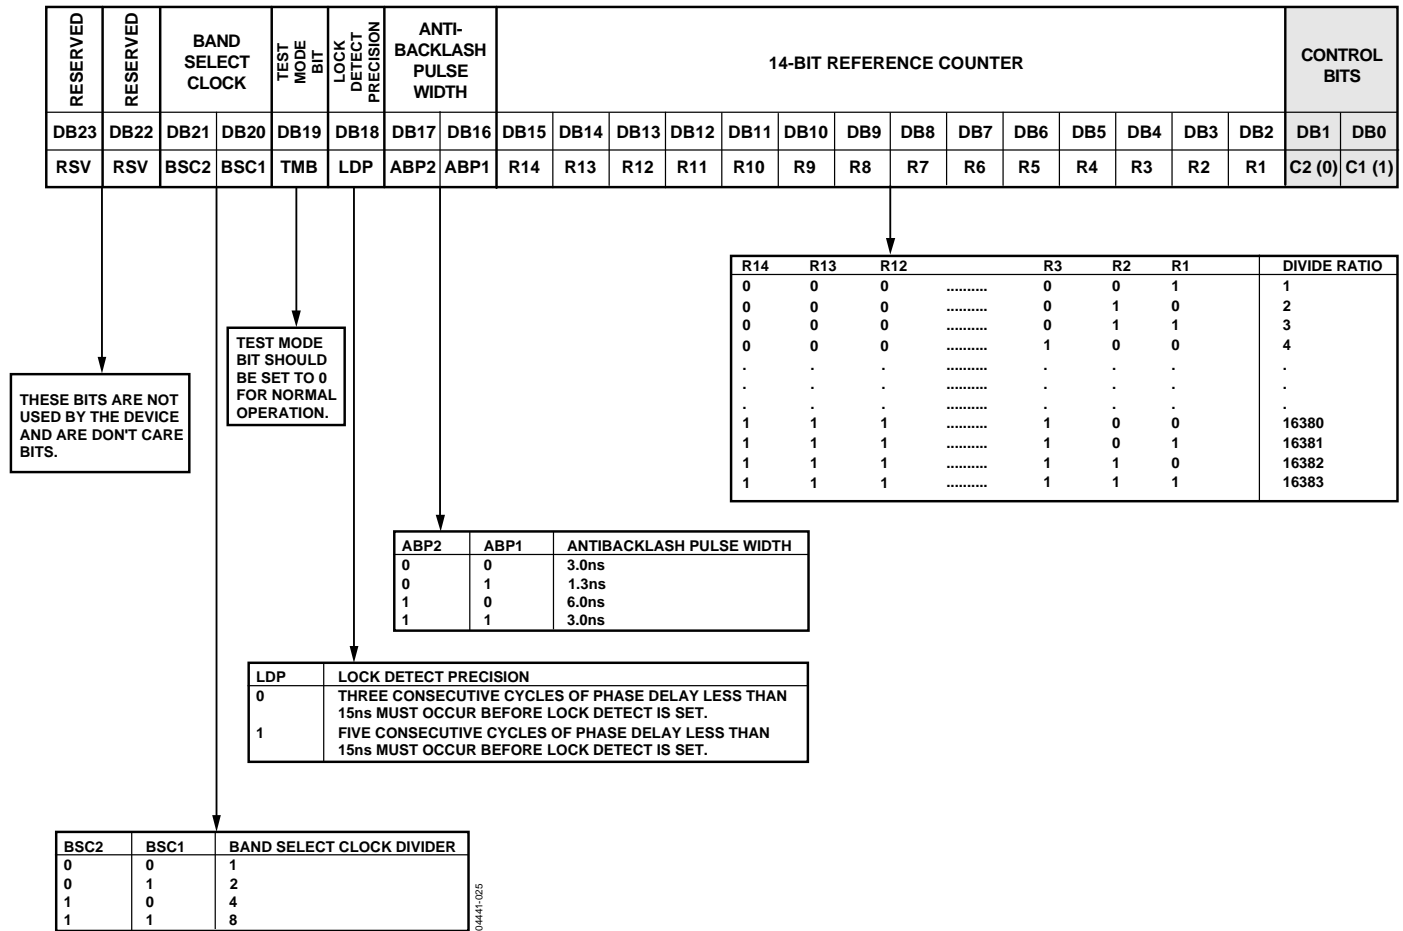 RESERVED
RESERVED
BAND
SELECT
CLOCK
TEST
MODE
BIT
LOCK
DETECT
PRECISION
ANTI-
BACKLASH
PULSE
WIDTH
14-BIT REFERENCE COUNTER
CONTROL
BITS
DB23 DB22 DB21 DB20 DB19 DB18 DB17 DB16 DB15 DB14 DB13 DB12 DB11 DB10 DB9 DB8 DB7 DB6 DB5 DB4 DB3 DB2 DB1 DB0
RSV RSV BSC2 BSC1 TMB LDP ABP2 ABP1 R14 R13 R12 R11 R10 R9 R8 R7 R6 R5 R4 R3 R2 R1 C2 (0) C1 (1)
R14 R13 R12 R3 R2 R1 DIVIDE RATIO
0 0 0 .......... 0 0 1 1
0 0 0 .......... 0 1 0 2
0 0 0 .......... 0 1 1 3
0 0 0 .......... 1 0 0 4
. . . .......... . . . .
. . . .......... . . . .
. . . .......... . . . .
1 1 1 .......... 1 0 0 16380
1 1 1 .......... 1 0 1 16381
1 1 1 .......... 1 1 0 16382
1 1 1 .......... 1 1 1 16383
TEST MODE
BIT SHOULD
BE SET TO 0
FOR NORMAL
OPERATION.
THESE BITS ARE NOT
USED BY THE DEVICE
AND ARE DON'T CARE
BITS.
ABP2 ABP1 ANTIBACKLASH PULSE WIDTH
0 0 3.0ns
0 1 1.3ns
1 0 6.0ns
1 1 3.0ns
LDP LOCK DETECT PRECISION
0 THREE CONSECUTIVE CYCLES OF PHASE DELAY LESS THAN
15ns MUST OCCUR BEFORE LOCK DETECT IS SET.
1 FIVE CONSECUTIVE CYCLES OF PHASE DELAY LESS THAN
15ns MUST OCCUR BEFORE LOCK DETECT IS SET.
BSC2 BSC1 BAND SELECT CLOCK DIVIDER
0 0 1
0 1 2
1 0 4
1 1 8
04441-025